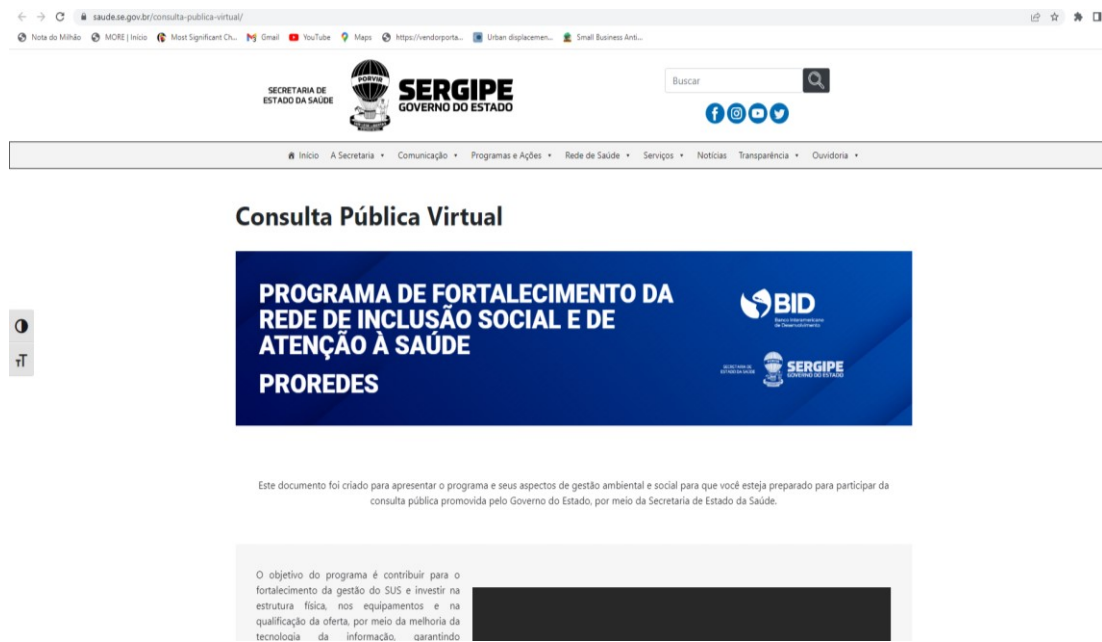 saude.se.gov.br/consulta-publica-virtual/
Nota do Milhão MORE | Início Most Significant Ch... Gmail YouTube Maps https://vendorporta... Urban displacemen... Small Business Anti...
SECRETARIA DE
ESTADO DA SAÚDE
PORVIR
SERGIPE
GOVERNO DO ESTADO
Buscar
Início A Secretaria Comunicação Programas e Ações Rede de Saúde Serviços Notícias Transparência Ouvidoria
Consulta Pública Virtual
PROGRAMA DE FORTALECIMENTO DA
REDE DE INCLUSÃO SOCIAL E DE
ATENÇÃO À SAÚDE
PROREDES
BID
Banco Interamericano
de Desenvolvimento
SECRETARIA DE
ESTADO DA SAÚDE
SERGIPE
GOVERNO DO ESTADO
Este documento foi criado para apresentar o programa e seus aspectos de gestão ambiental e social para que você esteja preparado para participar da
consulta pública promovida pelo Governo do Estado, por meio da Secretaria de Estado da Saúde.
O objetivo do programa é contribuir para o
fortalecimento da gestão do SUS e investir na
estrutura física, nos equipamentos e na
qualificação da oferta, por meio da melhoria da
tecnologia da informação, garantindo